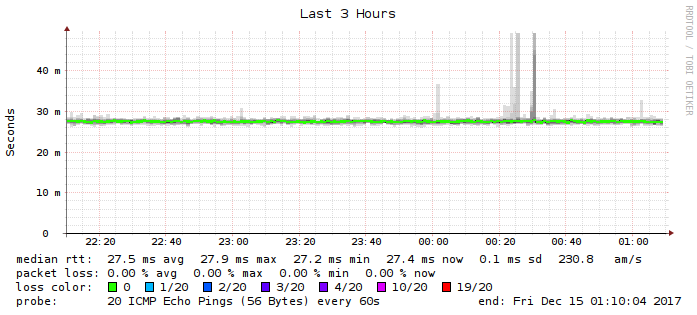 Last 3 Hours
RRDTOOL / TOBI OETIKER
Seconds
40 m
30 m
20 m
10 m
0
22:20 22:40 23:00 23:20 23:40 00:00 00:20 00:40 01:00
median rtt: 27.5 ms avg 27.9 ms max 27.2 ms min 27.4 ms now 0.1 ms sd 230.8 am/s
packet loss: 0.00 % avg 0.00 % max 0.00 % min 0.00 % now
loss color: 0 1/20 2/20 3/20 4/20 10/20 19/20
probe: 20 ICMP Echo Pings (56 Bytes) every 60s end: Fri Dec 15 01:10:04 2017